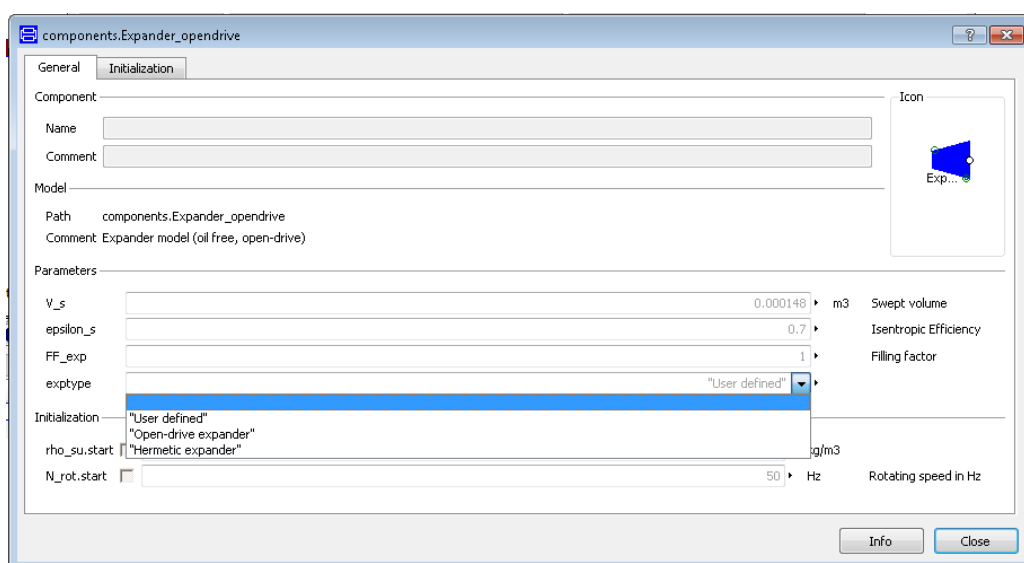 components.Expander_opendrive
General Initialization
Component
Icon
Name
Comment
Exp...
Model
Path components.Expander_opendrive
Comment Expander model (oil free, open-drive)
Parameters
V_s 0.000148 m3 Swept volume
epsilon_s 0.7 Isentropic Efficiency
FF_exp 1 Filling factor
exptype "User defined"
"User defined"
Initialization
"Open-drive expander"
rho_su.start "Hermetic expander" kg/m3
N_rot.start 50 Hz Rotating speed in Hz
Info Close